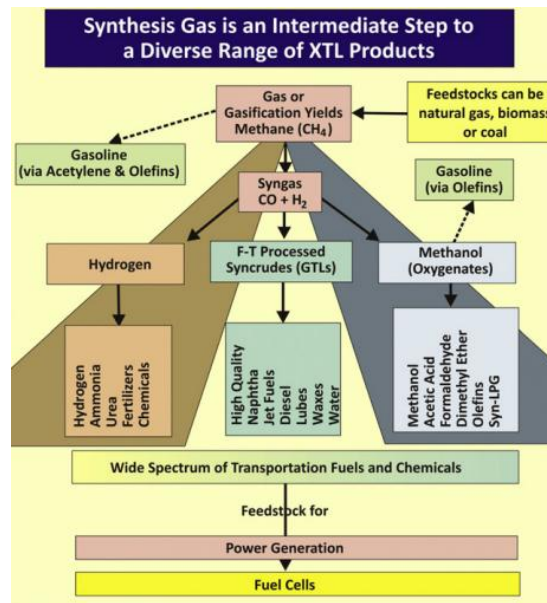 Synthesis Gas is an Intermediate Step to
a Diverse Range of XTL Products
Gas or
Gasification Yields
Methane (CH₄)
Feedstocks can be
natural gas, biomass
or coal
Gasoline
(via Acetylene & Olefins)
Gasoline
(via Olefins)
Syngas
CO + H₂
Hydrogen
F-T Processed
Syncrudes (GTLs)
Methanol
(Oxygenates)
Hydrogen
Ammonia
Urea
Fertilizers
Chemicals
High Quality
Naphtha
Jet Fuels
Diesel
Lubes
Waxes
Water
Methanol
Acetic Acid
Formaldehyde
Dimethyl Ether
Olefins
Syn-LPG
Wide Spectrum of Transportation Fuels and Chemicals
Feedstock for
Power Generation
Fuel Cells